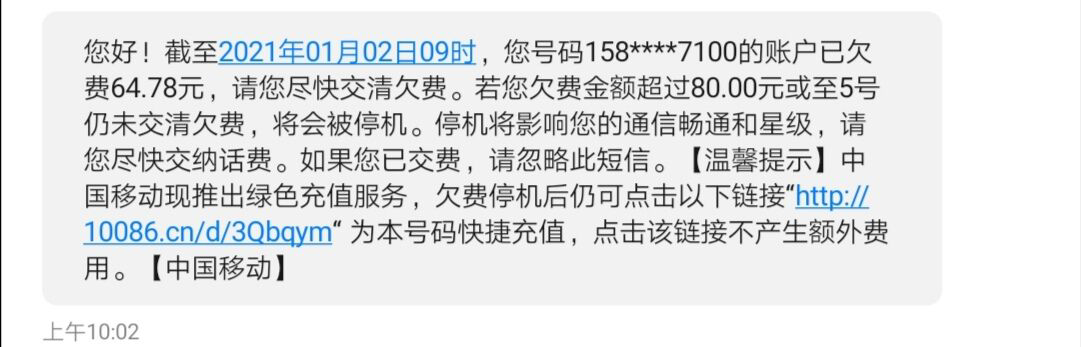 您好！截至2021年01月02日09时，您号码158****7100的账户已欠
费64.78元，请您尽快交清欠费。若您欠费金额超过80.00元或至5号
仍未交清欠费，将会被停机。停机将影响您的通信畅通和星级，请
您尽快交纳话费。如果您已交费，请忽略此短信。【温馨提示】中
国移动现推出绿色充值服务，欠费停机后仍可点击以下链接“http://
10086.cn/d/3Qbqym“ 为本号码快捷充值，点击该链接不产生额外费
用。【中国移动】
上午10:02